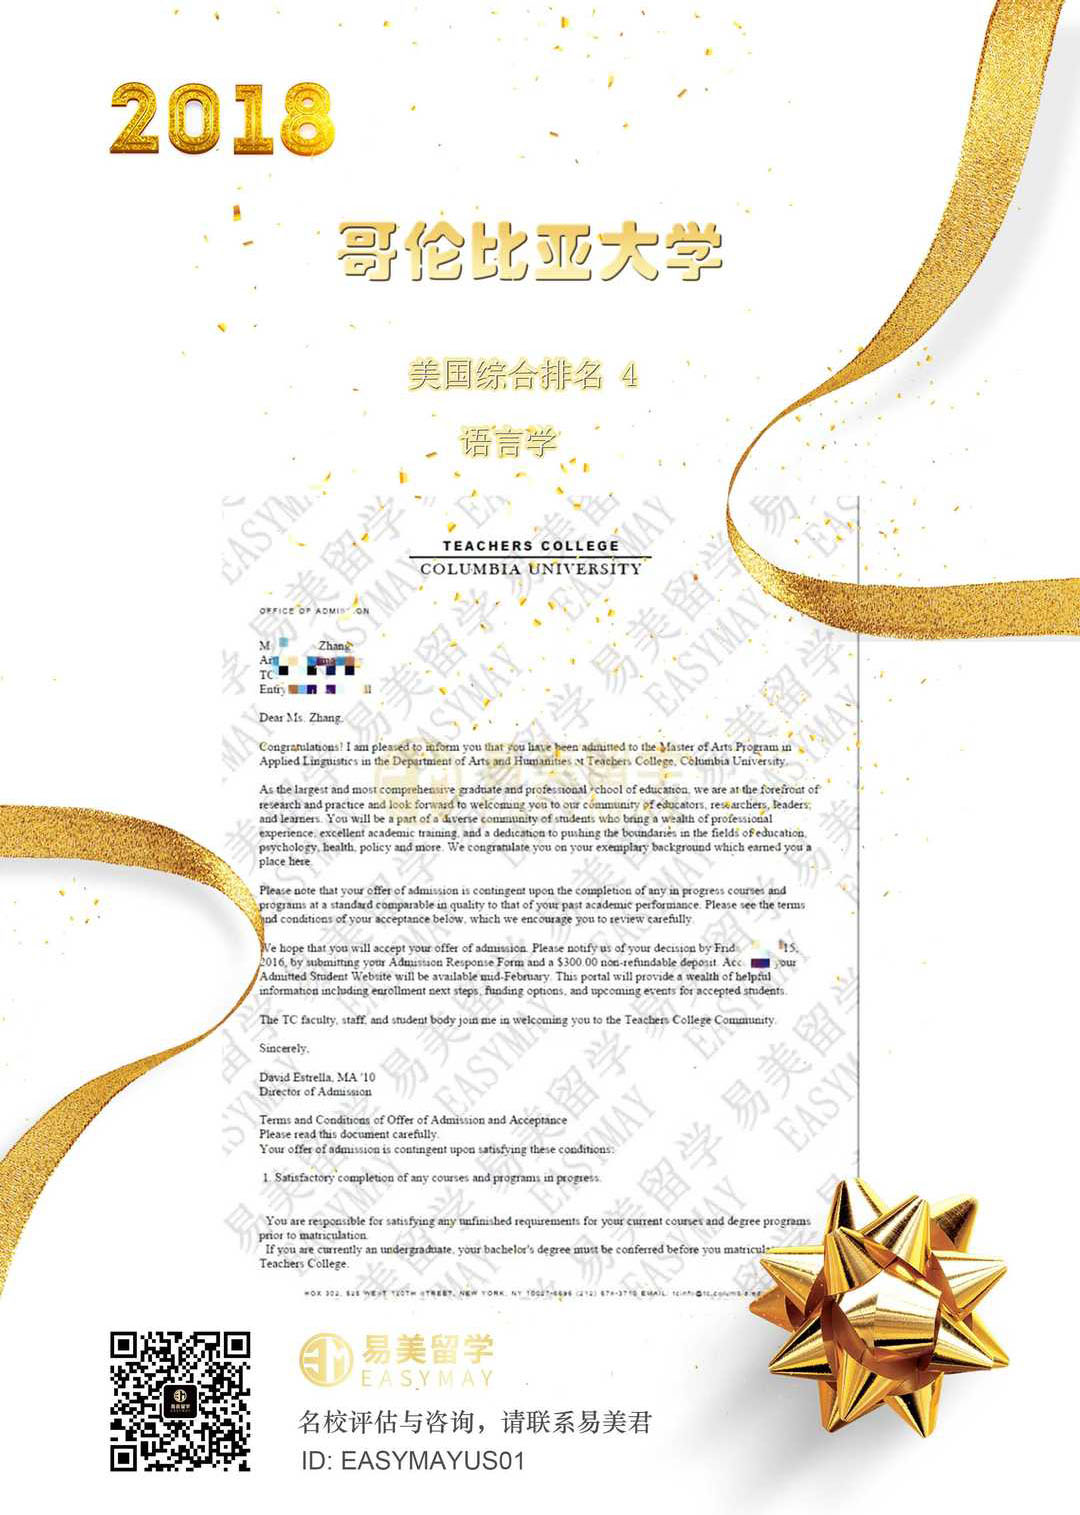 2018
哥伦比亚大学
美国综合排名 4
语言学
TEACHERS COLLEGE
COLUMBIA UNIVERSITY
OFFICE OF ADMISSION
M Zhang
TC
Entry
Dear Ms. Zhang,
Congratulations! I am pleased to inform you that you have been admitted to the Master of Arts Program in
Applied Linguistics in the Department of Arts and Humanities at Teachers College, Columbia University.
As the largest and most comprehensive graduate and professional school of education, we are at the forefront of
research and practice and look forward to welcoming you to our community of educators, researchers, leaders,
and learners. You will be a part of a diverse community of students who bring a wealth of professional
experience, excellent academic training, and a dedication to pushing the boundaries in the fields of education,
psychology, health, policy and more. We congratulate you on your exemplary background which earned you a
place here.
Please note that your offer of admission is contingent upon the completion of any in progress courses and
programs at a standard comparable in quality to that of your past academic performance. Please see the terms
and conditions of your acceptance below, which we encourage you to review carefully.
We hope that you will accept your offer of admission. Please notify us of your decision by Frid 15,
2016, by submitting your Admission Response Form and a $300.00 non-refundable deposit. Acc your
Admitted Student Website will be available mid-February. This portal will provide a wealth of helpful
information including enrollment next steps, funding options, and upcoming events for accepted students.
The TC faculty, staff, and student body join me in welcoming you to the Teachers College Community.
Sincerely,
David Estrella, MA '10
Director of Admission
Terms and Conditions of Offer of Admission and Acceptance
Please read this document carefully.
Your offer of admission is contingent upon satisfying these conditions:
1. Satisfactory completion of any courses and programs in progress.
You are responsible for satisfying any unfinished requirements for your current courses and degree programs
prior to matriculation.
If you are currently an undergraduate, your bachelor's degree must be conferred before you matricula
Teachers College.
BOX 302, 525 WEST 120TH STREET, NEW YORK, NY 10027-6696 (212) 678-3710 EMAIL:
易美留学
EASYMAY
名校评估与咨询，请联系易美君
ID: EASYMAYUS01